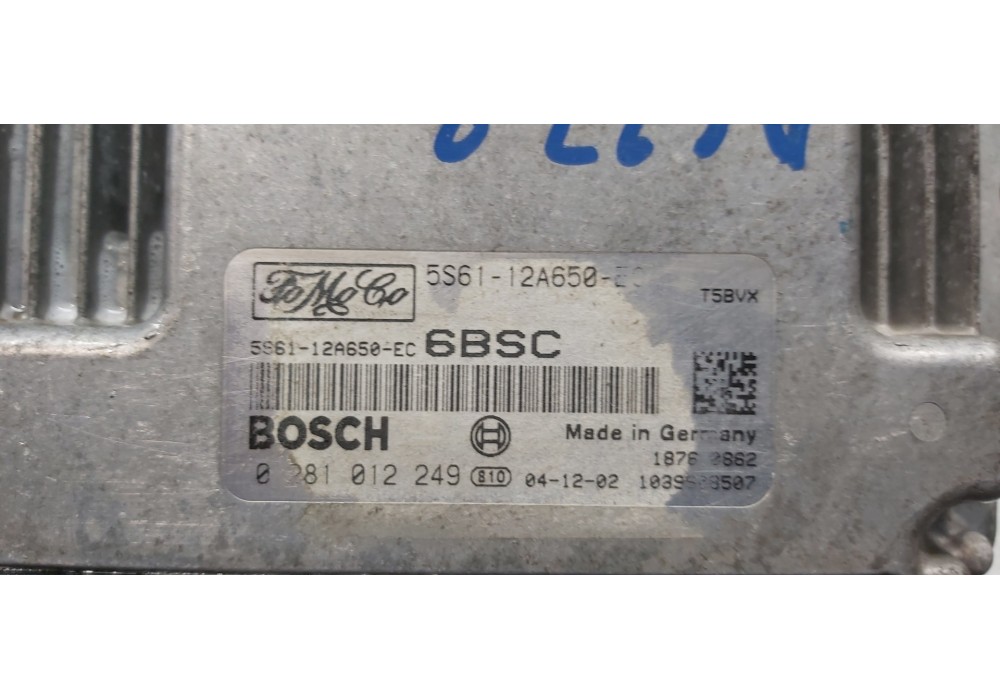 FoMoCo 5S61-12A650-EC
T5BVX
5S61-12A650-EC 6BSC
BOSCH
Made in Germany
0 281 012 249 810 04-12-02